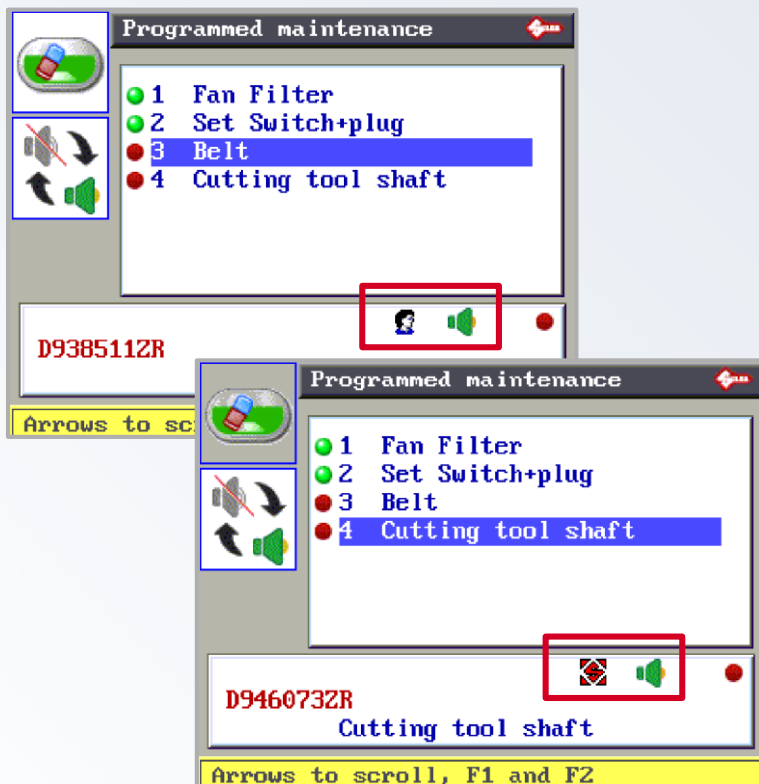 Programmed maintenance
1 Fan Filter
2 Set Switch+plug
3 Belt
4 Cutting tool shaft
D938511ZR
Arrows to sc
Programmed maintenance
1 Fan Filter
2 Set Switch+plug
3 Belt
4 Cutting tool shaft
D946073ZR
Cutting tool shaft
Arrows to scroll, F1 and F2